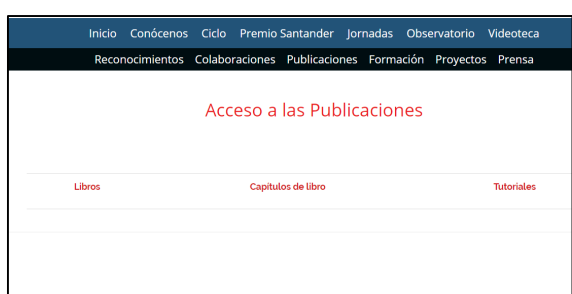 Inicio Conócenos Ciclo Premio Santander Jornadas Observatorio Videoteca
Reconocimientos Colaboraciones Publicaciones Formación Proyectos Prensa
Acceso a las Publicaciones
Libros Capítulos de libro Tutoriales